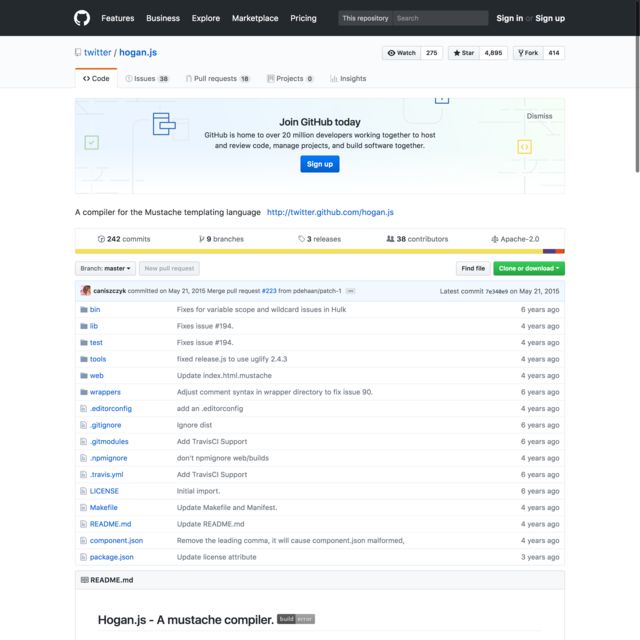 Features Business Explore Marketplace Pricing This repository Search Sign in or Sign up
twitter / hogan.js Watch 275 Star 4,895 Fork 414
Code Issues 38 Pull requests 18 Projects 0 Insights
Dismiss
Join GitHub today
GitHub is home to over 20 million developers working together to host
and review code, manage projects, and build software together.
Sign up
A compiler for the Mustache templating language http://twitter.github.com/hogan.js
242 commits 9 branches 3 releases 38 contributors Apache-2.0
Branch: master New pull request Find file Clone or download
caniszczyk committed on May 21, 2015 Merge pull request #223 from pdehaan/patch-1 Latest commit 7e340e9 on May 21, 2015
bin Fixes for variable scope and wildcard issues in Hulk 6 years ago
lib Fixes issue #194. 4 years ago
test Fixes issue #194. 4 years ago
tools fixed release.js to use uglify 2.4.3 4 years ago
web Update index.html.mustache 4 years ago
wrappers Adjust comment syntax in wrapper directory to fix issue 90. 6 years ago
.editorconfig add an .editorconfig 4 years ago
.gitignore Ignore dist 6 years ago
.gitmodules Add TravisCI Support 6 years ago
.npmignore don't npmignore web/builds 4 years ago
.travis.yml Add TravisCI Support 6 years ago
LICENSE Initial import. 6 years ago
Makefile Update Makefile and Manifest. 4 years ago
README.md Update README.md 4 years ago
component.json Remove the leading comma, it will cause component.json malformed, 4 years ago
package.json Update license attribute 3 years ago
README.md
Hogan.js - A mustache compiler. build error